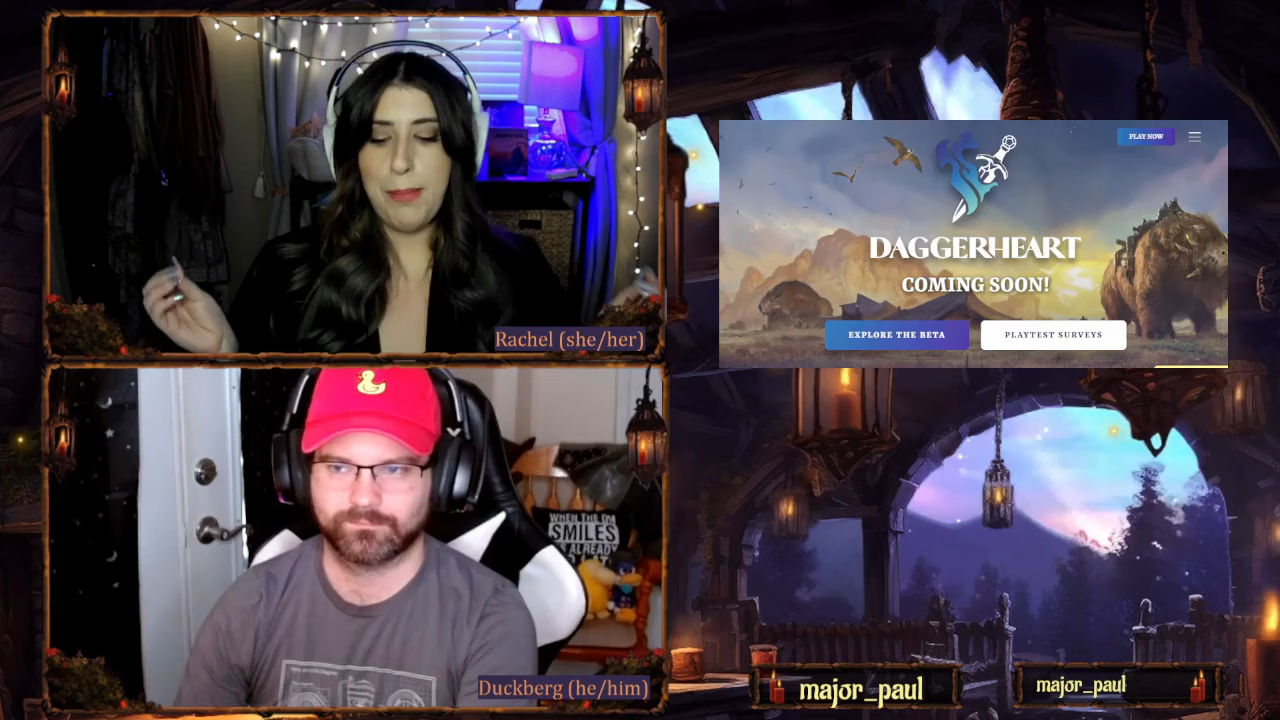 Rachel (she/her)
PLAY NOW
DAGGERHEART
COMING SOON!
EXPLORE THE BETA
PLAYTEST SURVEYS
WHEN THE DM
SMILES
ALREADY
Duckberg (he/him)
major_paul
major_paul